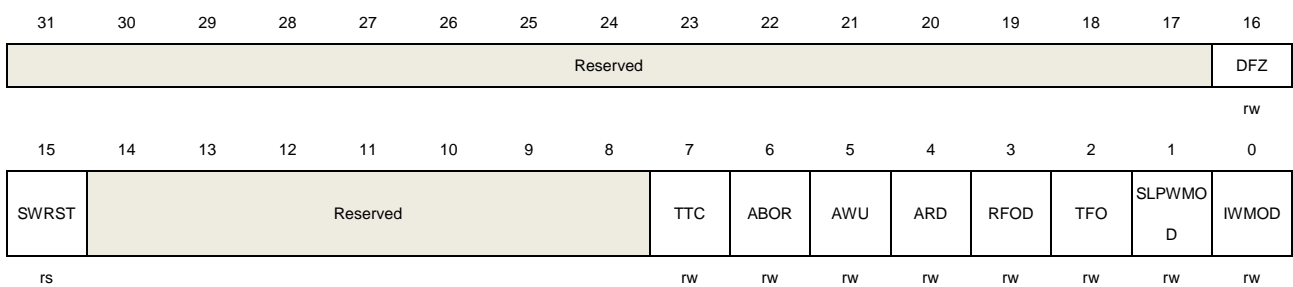 31 30 29 28 27 26 25 24 23 22 21 20 19 18 17 16
Reserved DFZ
rw
15 14 13 12 11 10 9 8 7 6 5 4 3 2 1 0
SWRST Reserved TTC ABOR AWU ARD RFOD TFO SLPWMO
D IWMOD
rs rw rw rw rw rw rw rw rw